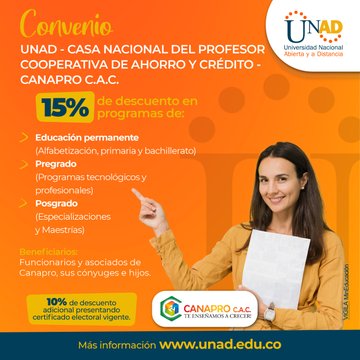 Convenio
UNAD - CASA NACIONAL DEL PROFESOR
COOPERATIVA DE AHORRO Y CRÉDITO -
CANAPRO C.A.C.
UNAD
Universidad Nacional
Abierta y a Distancia
15% de descuento en
programas de:
Educación permanente
(Alfabetización, primaria y bachillerato)
Pregrado
(Programas tecnológicos y
profesionales)
Posgrado
(Especializaciones
y Maestrías)
Beneficiarios:
Funcionarios y asociados de
Canapro, sus cónyuges e hijos.
10% de descuento
adicional presentando
certificado electoral vigente.
CANAPRO C.A.C.
TE ENSEÑAMOS A CRECER
VIGILA MinEducación
Más información www.unad.edu.co